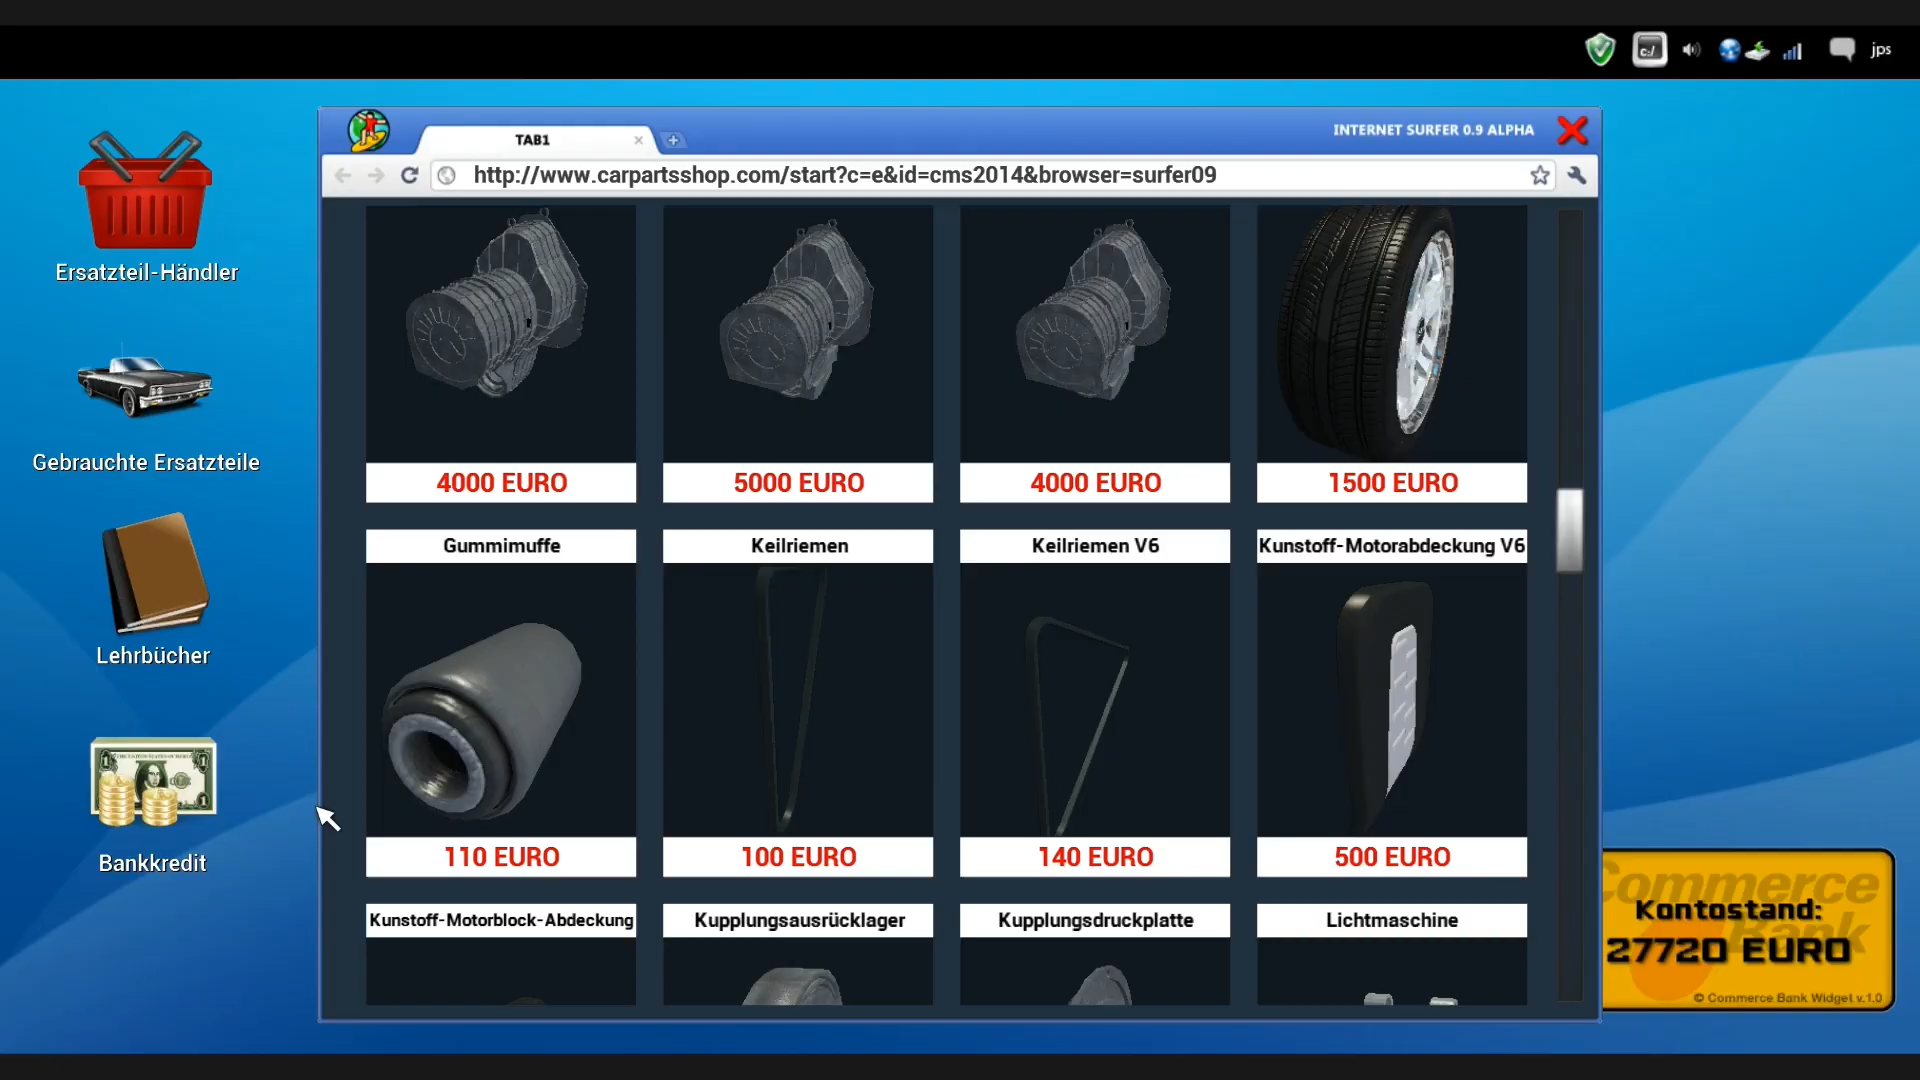 jps
TAB1
INTERNET SURFER 0.9 ALPHA
http://www.carpartsshop.com/start?c=e&id=cms2014&browser=surfer09
Ersatzteil-Händler
Gebrauchte Ersatzteile
Lehrbücher
Bankkredit
4000 EURO
5000 EURO
4000 EURO
1500 EURO
Gummimuffe
Keilriemen
Keilriemen V6
Kunstoff-Motorabdeckung V6
110 EURO
100 EURO
140 EURO
500 EURO
Kunstoff-Motorblock-Abdeckung
Kupplungsausrücklager
Kupplungsdruckplatte
Lichtmaschine
Commerce
Bank
Kontostand:
27720 EURO
© Commerce Bank Widget v.1.0